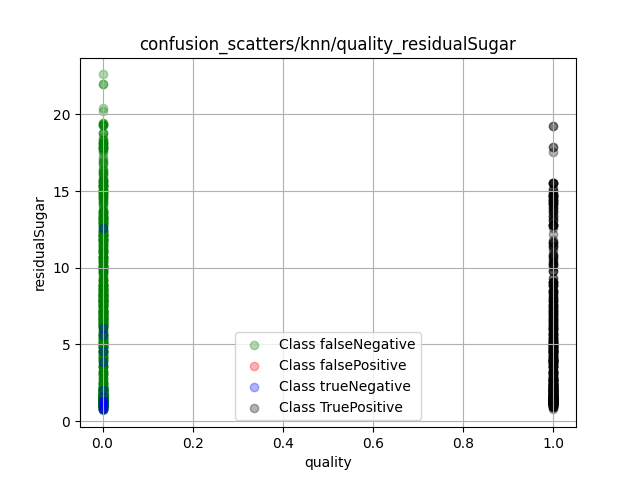 confusion_scatters/knn/quality_residualSugar
residualSugar
20
15
10
5
0
Class falseNegative
Class falsePositive
Class trueNegative
Class TruePositive
0.0 0.2 0.4 0.6 0.8 1.0
quality